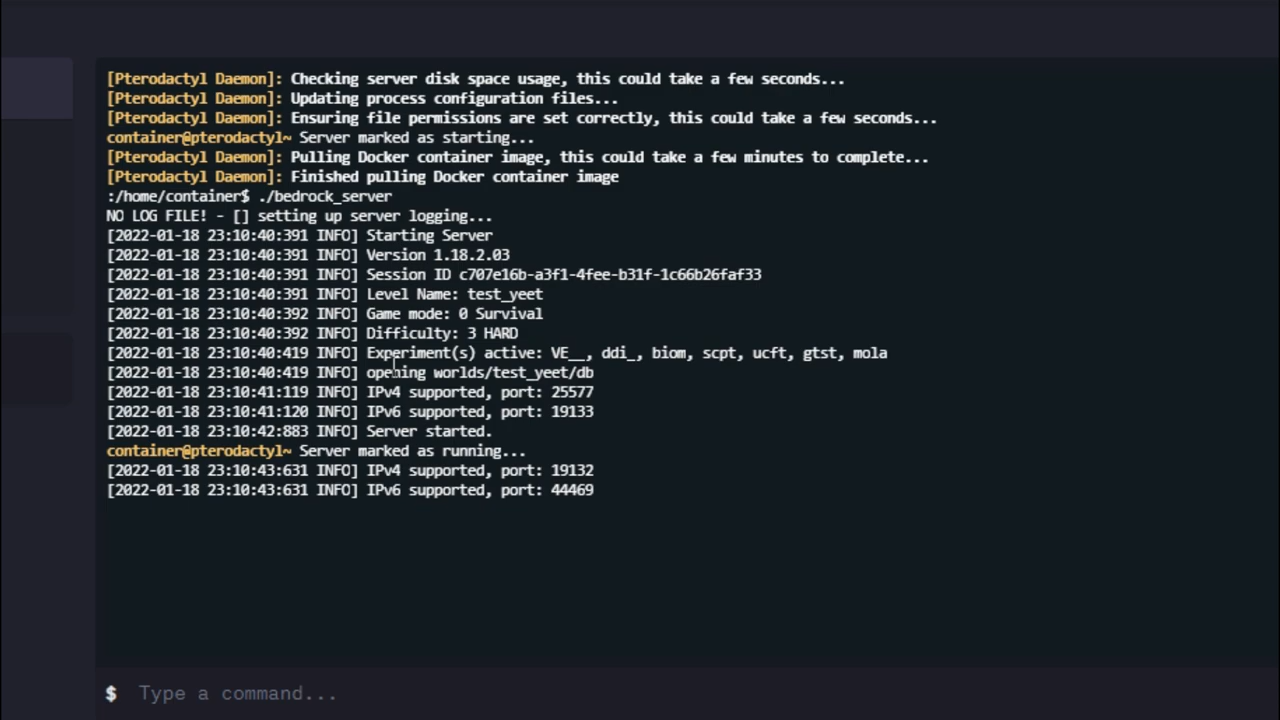 [Pterodactyl Daemon]: Checking server disk space usage, this could take a few seconds...
[Pterodactyl Daemon]: Updating process configuration files...
[Pterodactyl Daemon]: Ensuring file permissions are set correctly, this could take a few seconds...
container@pterodactyl~ Server marked as starting...
[Pterodactyl Daemon]: Pulling Docker container image, this could take a few minutes to complete...
[Pterodactyl Daemon]: Finished pulling Docker container image
:/home/container$ ./bedrock_server
NO LOG FILE! - [] setting up server logging...
[2022-01-18 23:10:40:391 INFO] Starting Server
[2022-01-18 23:10:40:391 INFO] Version 1.18.2.03
[2022-01-18 23:10:40:391 INFO] Session ID c707e16b-a3f1-4fee-b31f-1c66b26faf33
[2022-01-18 23:10:40:391 INFO] Level Name: test_yeet
[2022-01-18 23:10:40:392 INFO] Game mode: 0 Survival
[2022-01-18 23:10:40:392 INFO] Difficulty: 3 HARD
[2022-01-18 23:10:40:419 INFO] Experiment(s) active: VE__, ddi_, biom, scpt, ucft, gtst, mola
[2022-01-18 23:10:40:419 INFO] opening worlds/test_yeet/db
[2022-01-18 23:10:41:119 INFO] IPv4 supported, port: 25577
[2022-01-18 23:10:41:120 INFO] IPv6 supported, port: 19133
[2022-01-18 23:10:42:883 INFO] Server started.
container@pterodactyl~ Server marked as running...
[2022-01-18 23:10:43:631 INFO] IPv4 supported, port: 19132
[2022-01-18 23:10:43:631 INFO] IPv6 supported, port: 44469
$ Type a command...